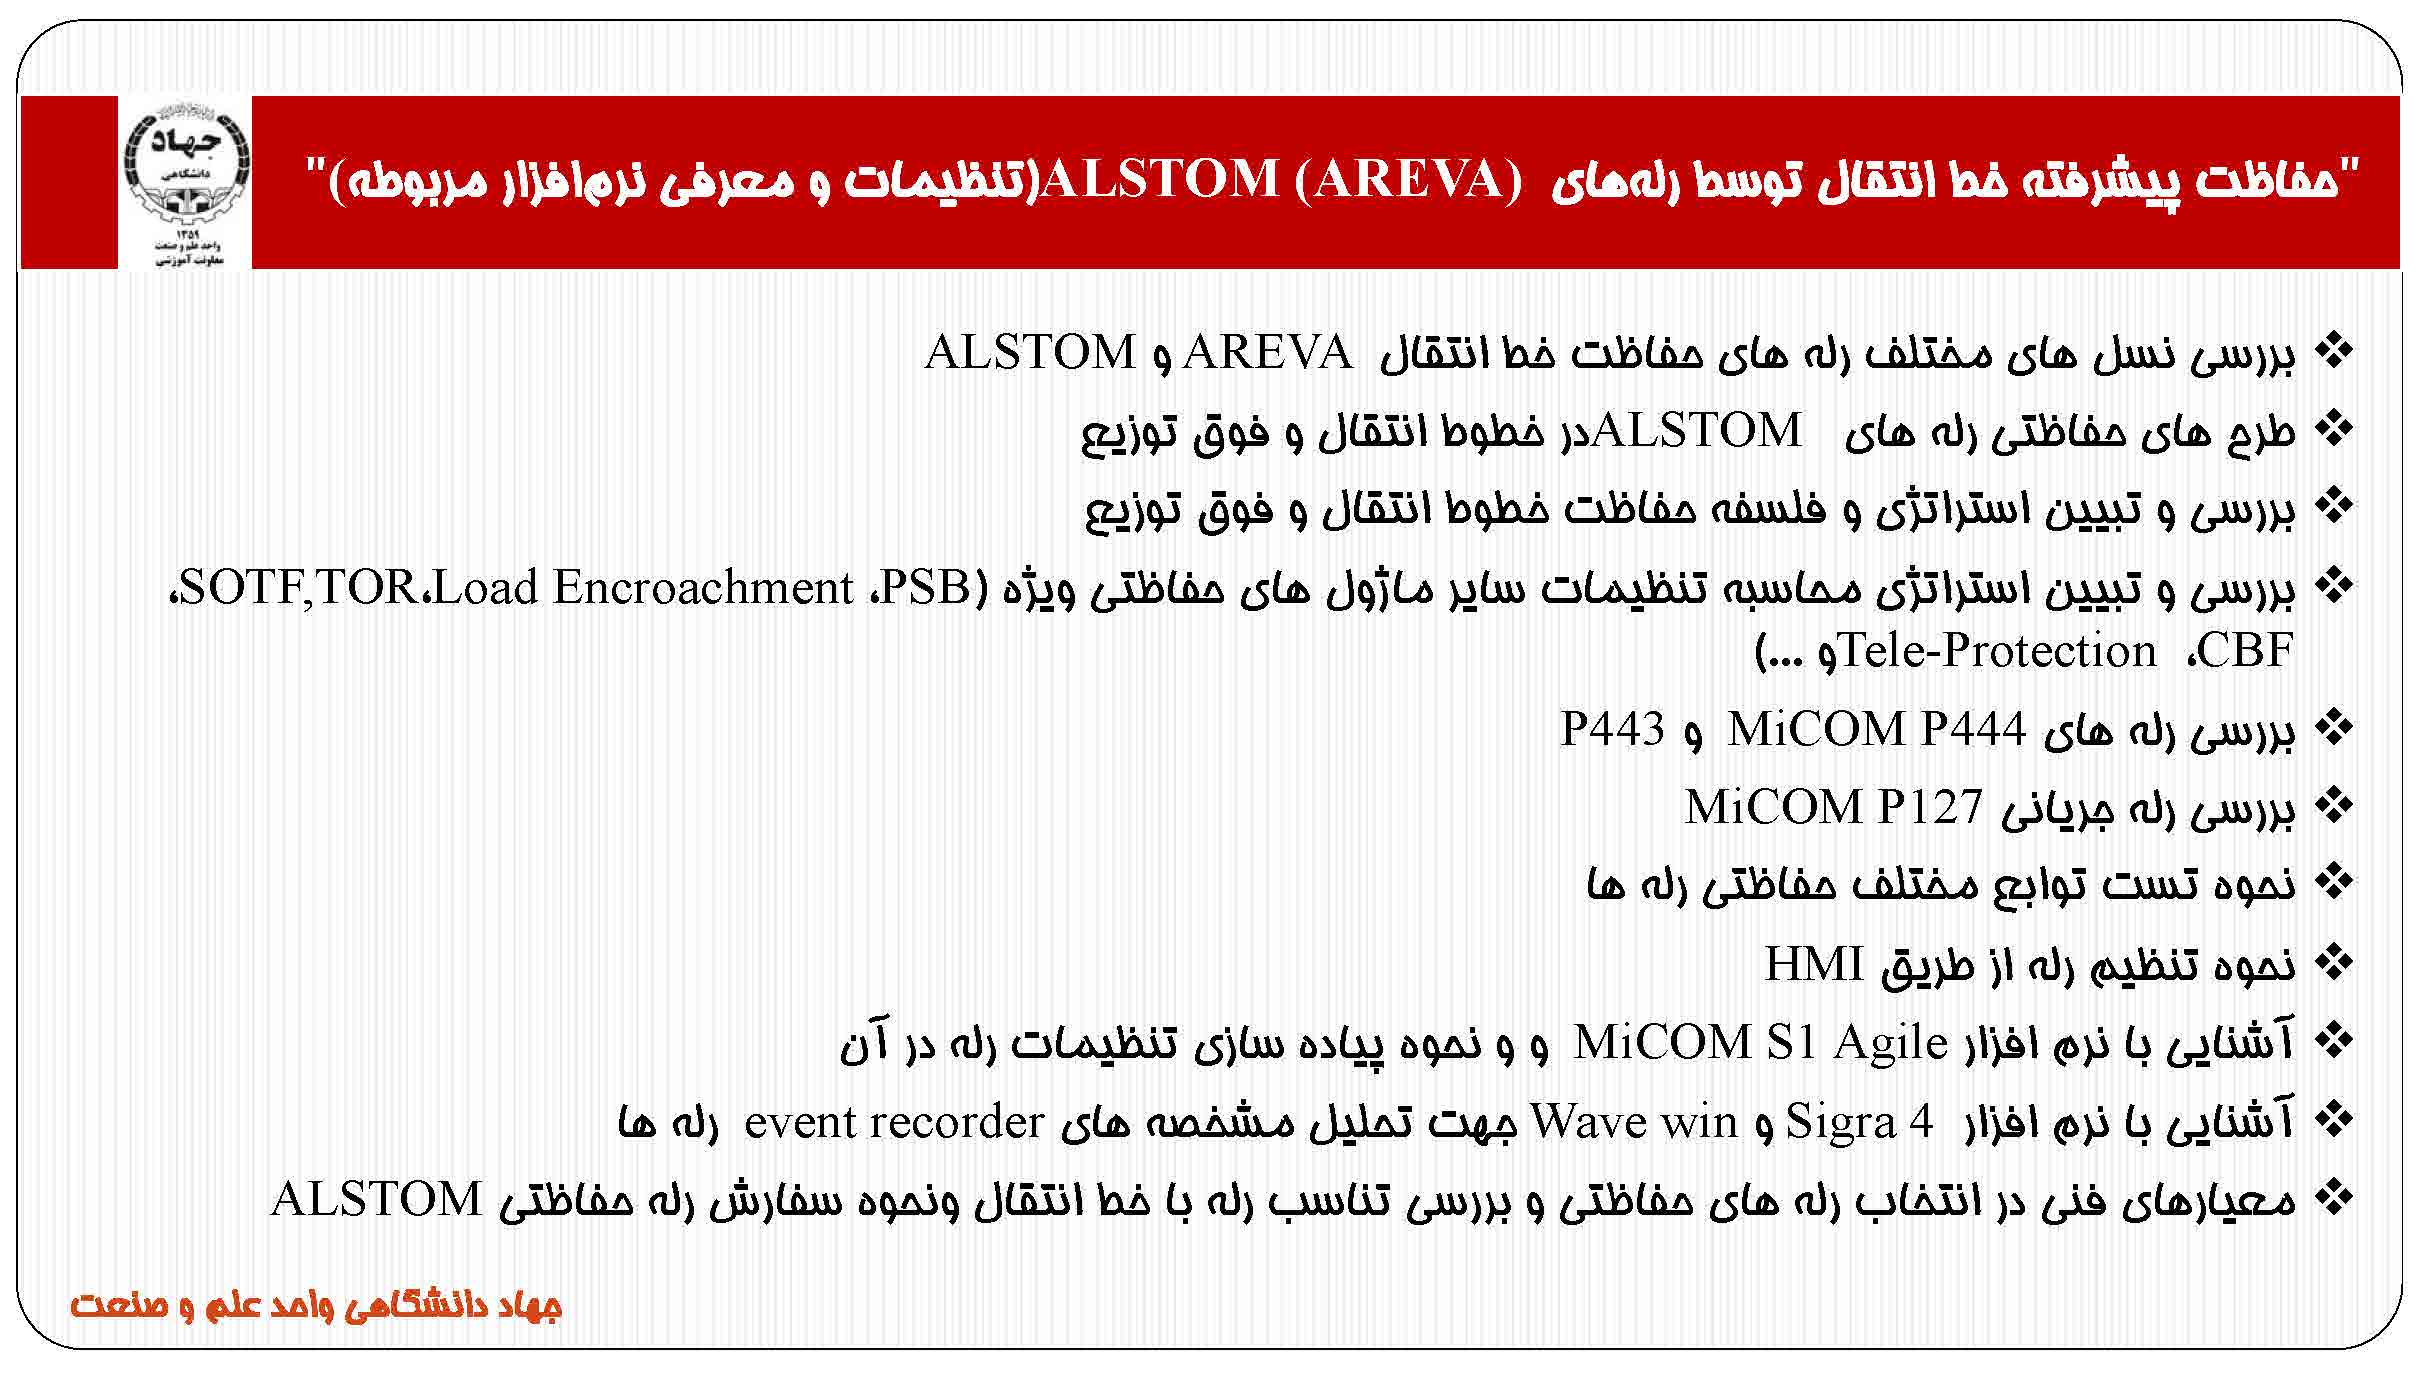 "حفاظت پیشرفته خط انتقال توسط رله‌های ALSTOM (AREVA) (تنظیمات و معرفی نرم‌افزار مربوطه)"
جهاد
دانشگاهی
۱۳۵۹
واحد علم و صنعت
معاونت آموزشی
❖ بررسی نسل های مختلف رله های حفاظت خط انتقال AREVA و ALSTOM
❖ طرح های حفاظتی رله های ALSTOM در خطوط انتقال و فوق توزیع
❖ بررسی و تبیین استراتژی و فلسفه حفاظت خطوط انتقال و فوق توزیع
❖ بررسی و تبیین استراتژی محاسبه تنظیمات سایر ماژول های حفاظتی ویژه (PSB، Load Encroachment،SOTF,TOR،
CBF، Tele-Protection و ...)
❖ بررسی رله های MiCOM P444 و P443
❖ بررسی رله جریانی MiCOM P127
❖ نحوه تست توابع مختلف حفاظتی رله ها
❖ نحوه تنظیم رله از طریق HMI
❖ آشنایی با نرم افزار MiCOM S1 Agile و و نحوه پیاده سازی تنظیمات رله در آن
❖ آشنایی با نرم افزار Sigra 4 و Wave win جهت تحلیل مشخصه های event recorder رله ها
❖ معیارهای فنی در انتخاب رله های حفاظتی و بررسی تناسب رله با خط انتقال ونحوه سفارش رله حفاظتی ALSTOM
جهاد دانشگاهی واحد علم و صنعت